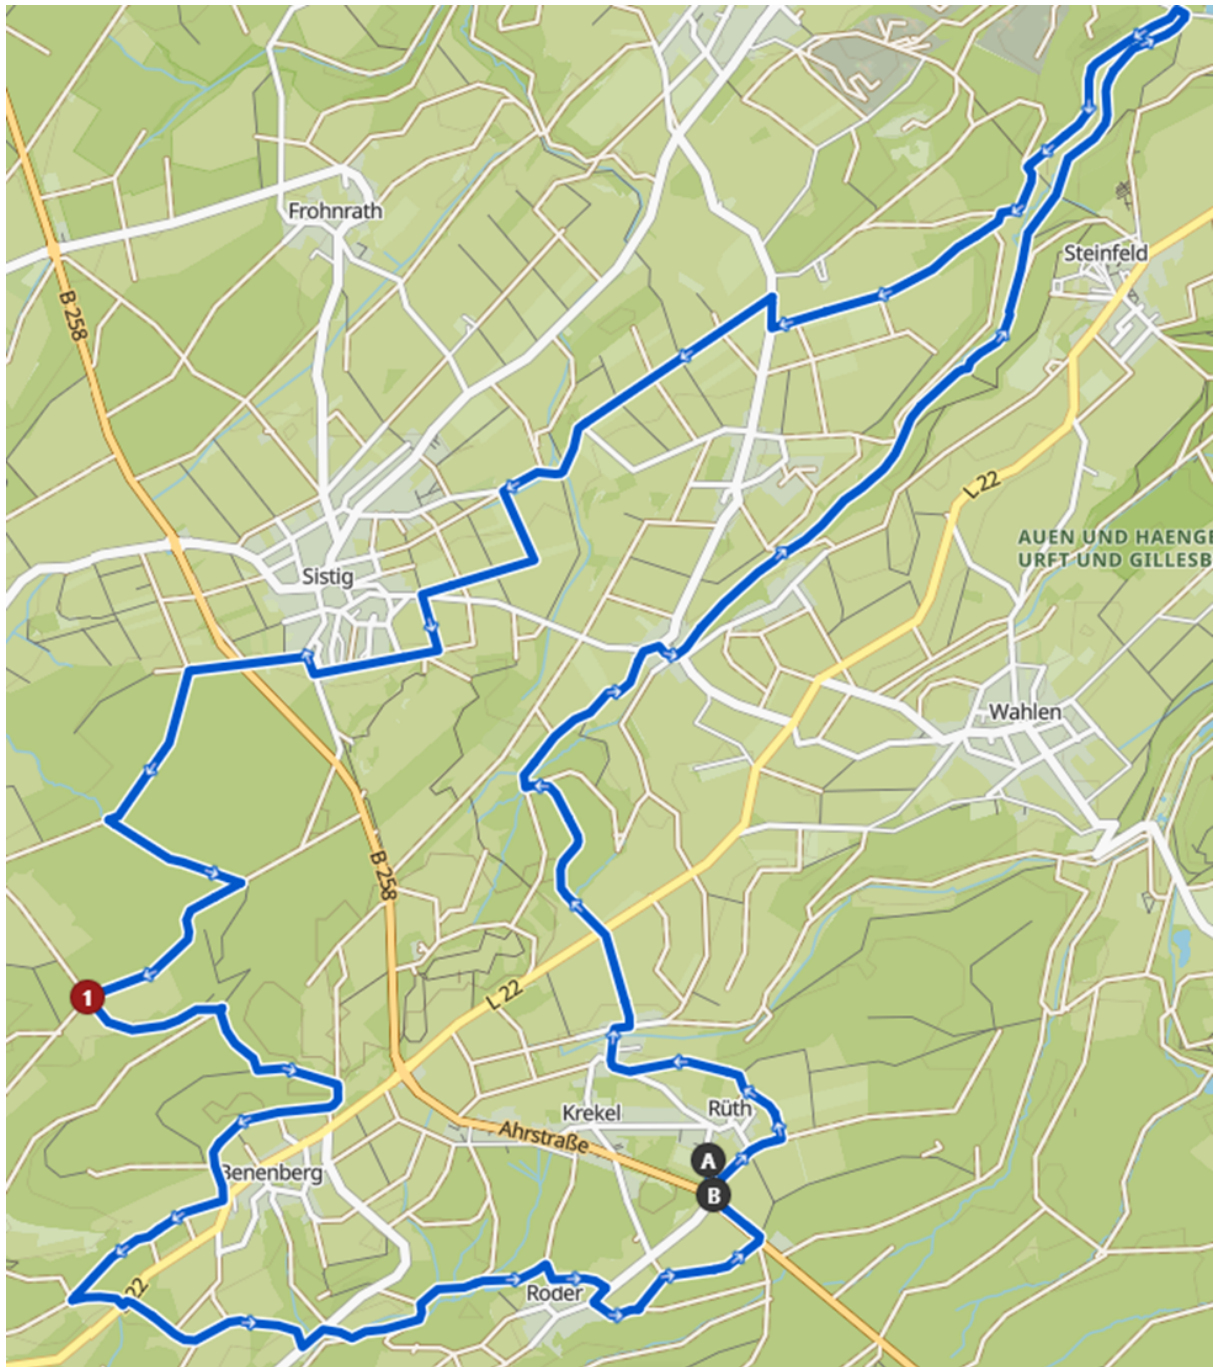 Frohnrath
Steinfeld
B 258
L 22
AUEN UND HAENGE
URFT UND GILLESB
Sistig
Wahlen
B 258
1
L 22
Krekel
Rüth
Ahrstraße
A
B
Benenberg
22
Roder